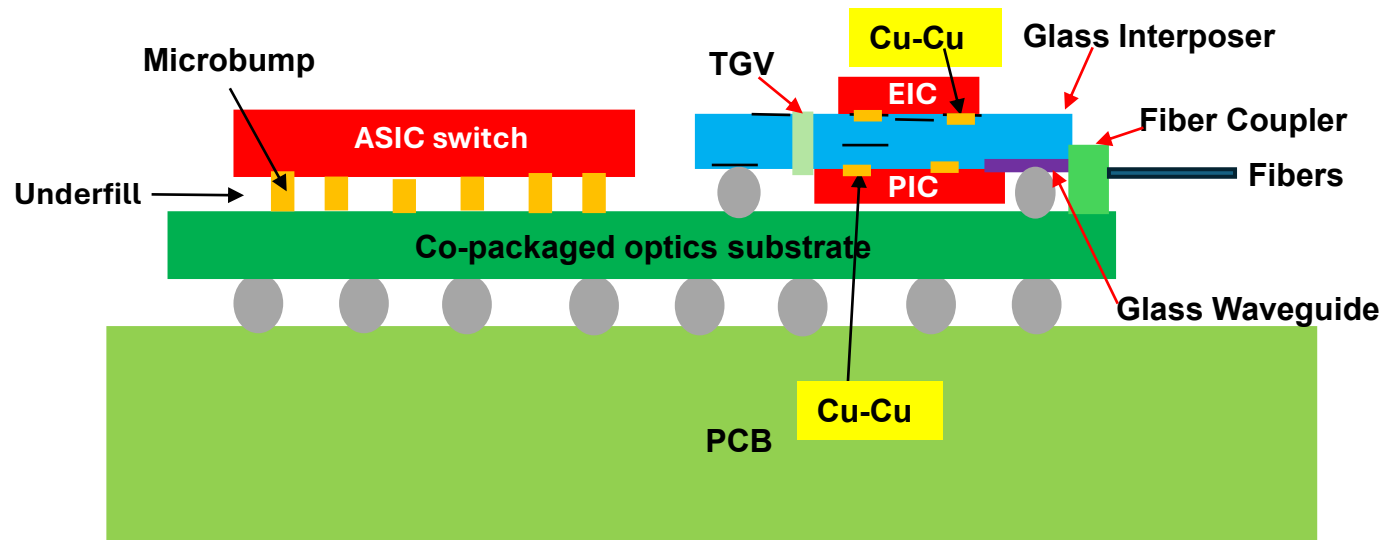 Cu-Cu
Glass Interposer
Microbump
TGV
EIC
ASIC switch
Fiber Coupler
Underfill
PIC
Fibers
Co-packaged optics substrate
Glass Waveguide
Cu-Cu
PCB